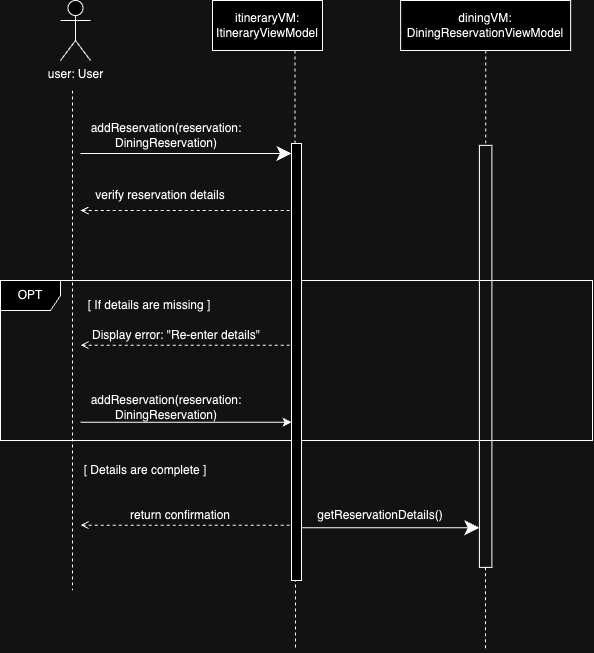 itineraryVM:
ItineraryViewModel
diningVM:
DiningReservationViewModel
user: User
addReservation(reservation:
DiningReservation)
verify reservation details
OPT
[ If details are missing ]
Display error: "Re-enter details"
addReservation(reservation:
DiningReservation)
[ Details are complete ]
return confirmation
getReservationDetails()